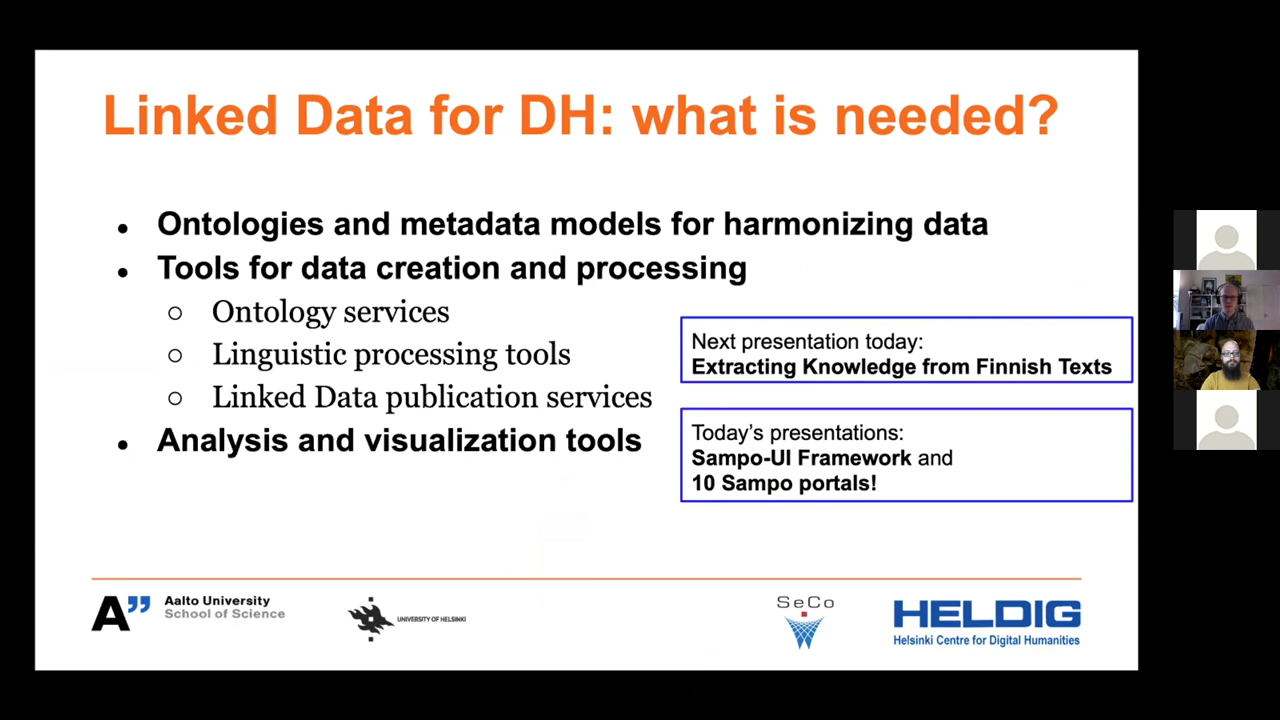 Linked Data for DH: what is needed?
● Ontologies and metadata models for harmonizing data
● Tools for data creation and processing
○ Ontology services
○ Linguistic processing tools
○ Linked Data publication services
● Analysis and visualization tools
Next presentation today:
Extracting Knowledge from Finnish Texts
Today's presentations:
Sampo-UI Framework and
10 Sampo portals!
A”
Aalto University
School of Science
UNIVERSITY OF HELSINKI
SeCo
HELDIG
Helsinki Centre for Digital Humanities